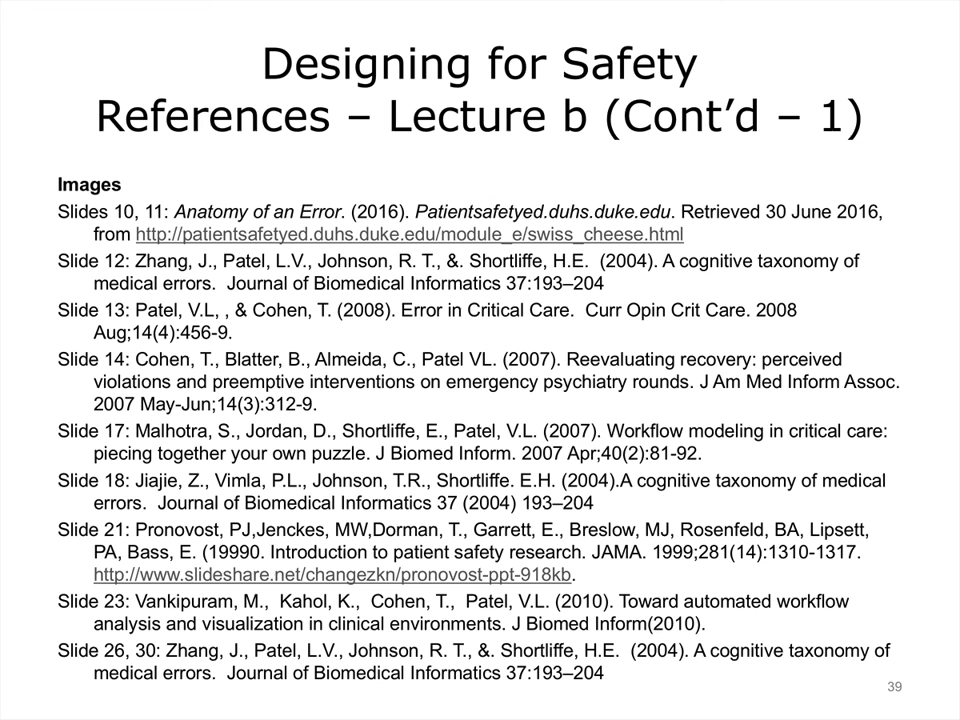 Designing for Safety
References – Lecture b (Cont’d – 1)
Images
Slides 10, 11: Anatomy of an Error. (2016). Patientsafetyed.duhs.duke.edu. Retrieved 30 June 2016,
from http://patientsafetyed.duhs.duke.edu/module_e/swiss_cheese.html
Slide 12: Zhang, J., Patel, L.V., Johnson, R. T., &. Shortliffe, H.E.  (2004). A cognitive taxonomy of
medical errors.  Journal of Biomedical Informatics 37:193–204
Slide 13: Patel, V.L, , & Cohen, T. (2008). Error in Critical Care.  Curr Opin Crit Care. 2008
Aug;14(4):456-9.
Slide 14: Cohen, T., Blatter, B., Almeida, C., Patel VL. (2007). Reevaluating recovery: perceived
violations and preemptive interventions on emergency psychiatry rounds. J Am Med Inform Assoc.
2007 May-Jun;14(3):312-9.
Slide 17: Malhotra, S., Jordan, D., Shortliffe, E., Patel, V.L. (2007). Workflow modeling in critical care:
piecing together your own puzzle. J Biomed Inform. 2007 Apr;40(2):81-92.
Slide 18: Jiajie, Z., Vimla, P.L., Johnson, T.R., Shortliffe. E.H. (2004).A cognitive taxonomy of medical
errors.  Journal of Biomedical Informatics 37 (2004) 193–204
Slide 21: Pronovost, PJ,Jenckes, MW,Dorman, T., Garrett, E., Breslow, MJ, Rosenfeld, BA, Lipsett,
PA, Bass, E. (19990. Introduction to patient safety research. JAMA. 1999;281(14):1310-1317.
http://www.slideshare.net/changezkn/pronovost-ppt-918kb.
Slide 23: Vankipuram, M.,  Kahol, K.,  Cohen, T.,  Patel, V.L. (2010). Toward automated workflow
analysis and visualization in clinical environments. J Biomed Inform(2010).
Slide 26, 30: Zhang, J., Patel, L.V., Johnson, R. T., &. Shortliffe, H.E.  (2004). A cognitive taxonomy of
medical errors.  Journal of Biomedical Informatics 37:193–204
39